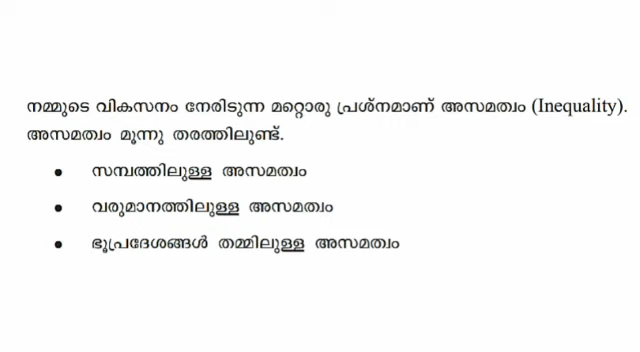 നമ്മുടെ വികസനം നേരിടുന്ന മറ്റൊരു പ്രശ്നമാണ് അസമത്വം (Inequality).
അസമത്വം മൂന്നു തരത്തിലുണ്ട്.
• സമ്പത്തിലുള്ള അസമത്വം
• വരുമാനത്തിലുള്ള അസമത്വം
• ഭൂപ്രദേശങ്ങൾ തമ്മിലുള്ള അസമത്വം